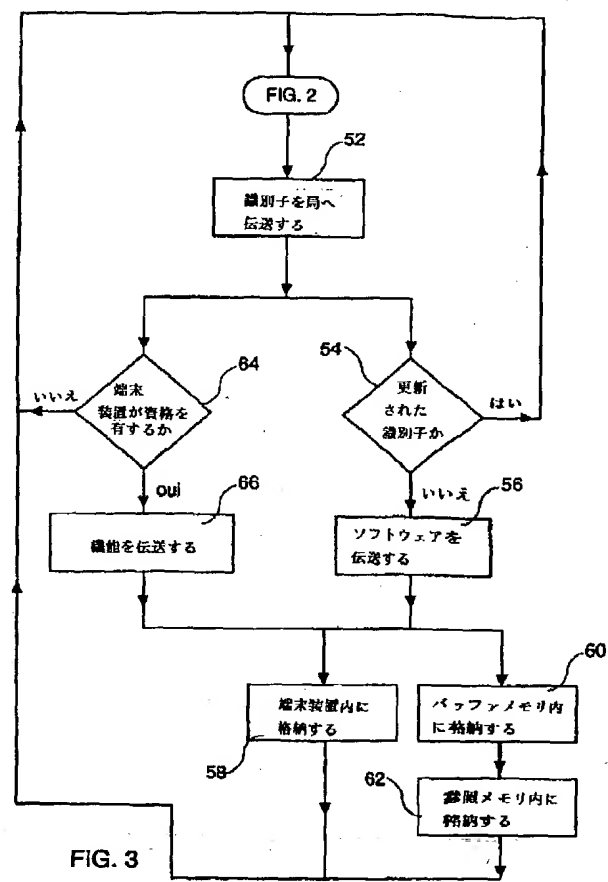 FIG. 2
52
識別子を局へ
伝送する
64
端末
装置が資格を
有するか
いいえ
oui
54
更新
された
識別子か
はい
いいえ
66
機能を伝送する
56
ソフトウェアを
伝送する
58
端末装置内に
格納する
60
バッファメモリ内
に格納する
62
参照メモリ内に
格納する
FIG. 3